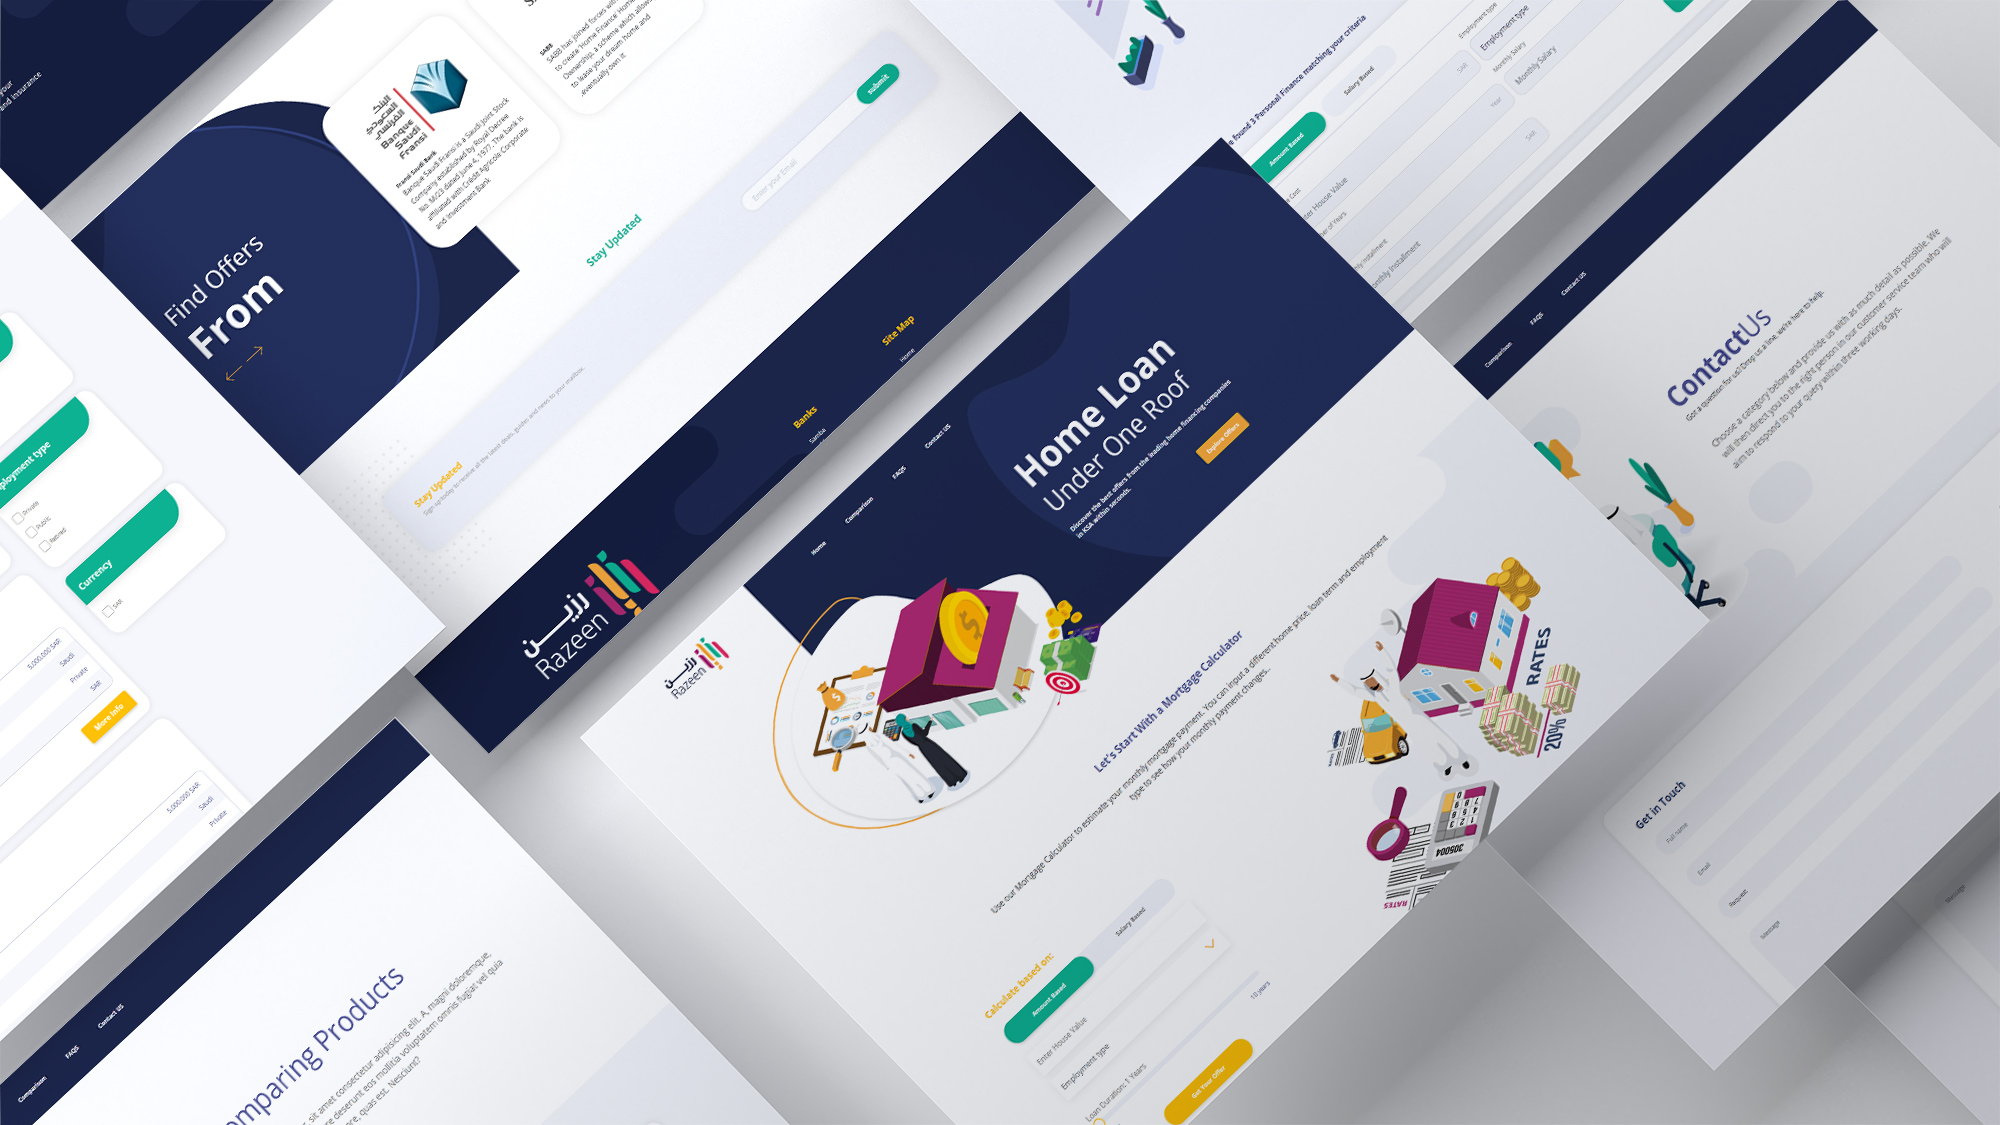 your
and Insurance
Find Offers
From
البنك
السعودي
الفرنسي
Banque
Saudi
Fransi
Fransi Saudi Bank
Banque Saudi Fransi is a Saudi Joint Stock
Company established by Royal Decree
No. M/23 dated June 4, 1977. The bank is
affiliated with Crédit Agricole Corporate
and Investment Bank
SABB
SABB has joined forces with
to create 'Home Finance' Home
Ownership, a scheme which allows
to lease your dream home and
eventually own it
Stay Updated
Enter your Email
submit
Stay Updated
Sign up today to receive all the latest deals, guides and news to your mailbox.
Banks
Samba
Site Map
Home
رزين
Razeen
ployment type
Private
Public
Retired
Currency
SAR
5,000,000 SAR
Saudi
Private
SAR
More Info
5,000,000 SAR
Saudi
Private
Comparison
FAQS
Contact US
omparing Products
sit amet consectetur adipisicing elit. A, magni doloremque,
re deserunt eos mollitia voluptatem omnis fugiat vel quia
quas est. Nesciunt?
رزين
Razeen
Home
Comparison
FAQS
Contact US
Home Loan
Under One Roof
Discover the best offers from the leading home financing companies
in KSA within seconds.
Explore Offers
Let's Start With a Mortgage Calculator
Use our Mortgage Calculator to estimate your monthly mortgage payment. You can input a different home price, loan term and employment
type to see how your monthly payment changes.
RATES
20%
305004
RATES
Calculate based on:
Amount Based
Salary Based
Enter House Value
Employment type
Loan Duration: 1 Years
10 years
Get Your Offer
e found 3 Personal Finance matching your criteria
Amount Based
Salary Based
Employment type
Employment type
Monthly Salary
Monthly Salary
SAR
Year
SAR
Cost
nter House Value
ber of Years
ly Installment
onthly Installment
Comparison
FAQS
Contact US
ContactUs
Got a question for us? Drop us a line, we're here to help.
Choose a category below and provide us with as much detail as possible. We
will then direct you to the right person in our customer service team who will
aim to respond to your query within three working days.
Get in Touch
Full name
Email
Request
Message
Message